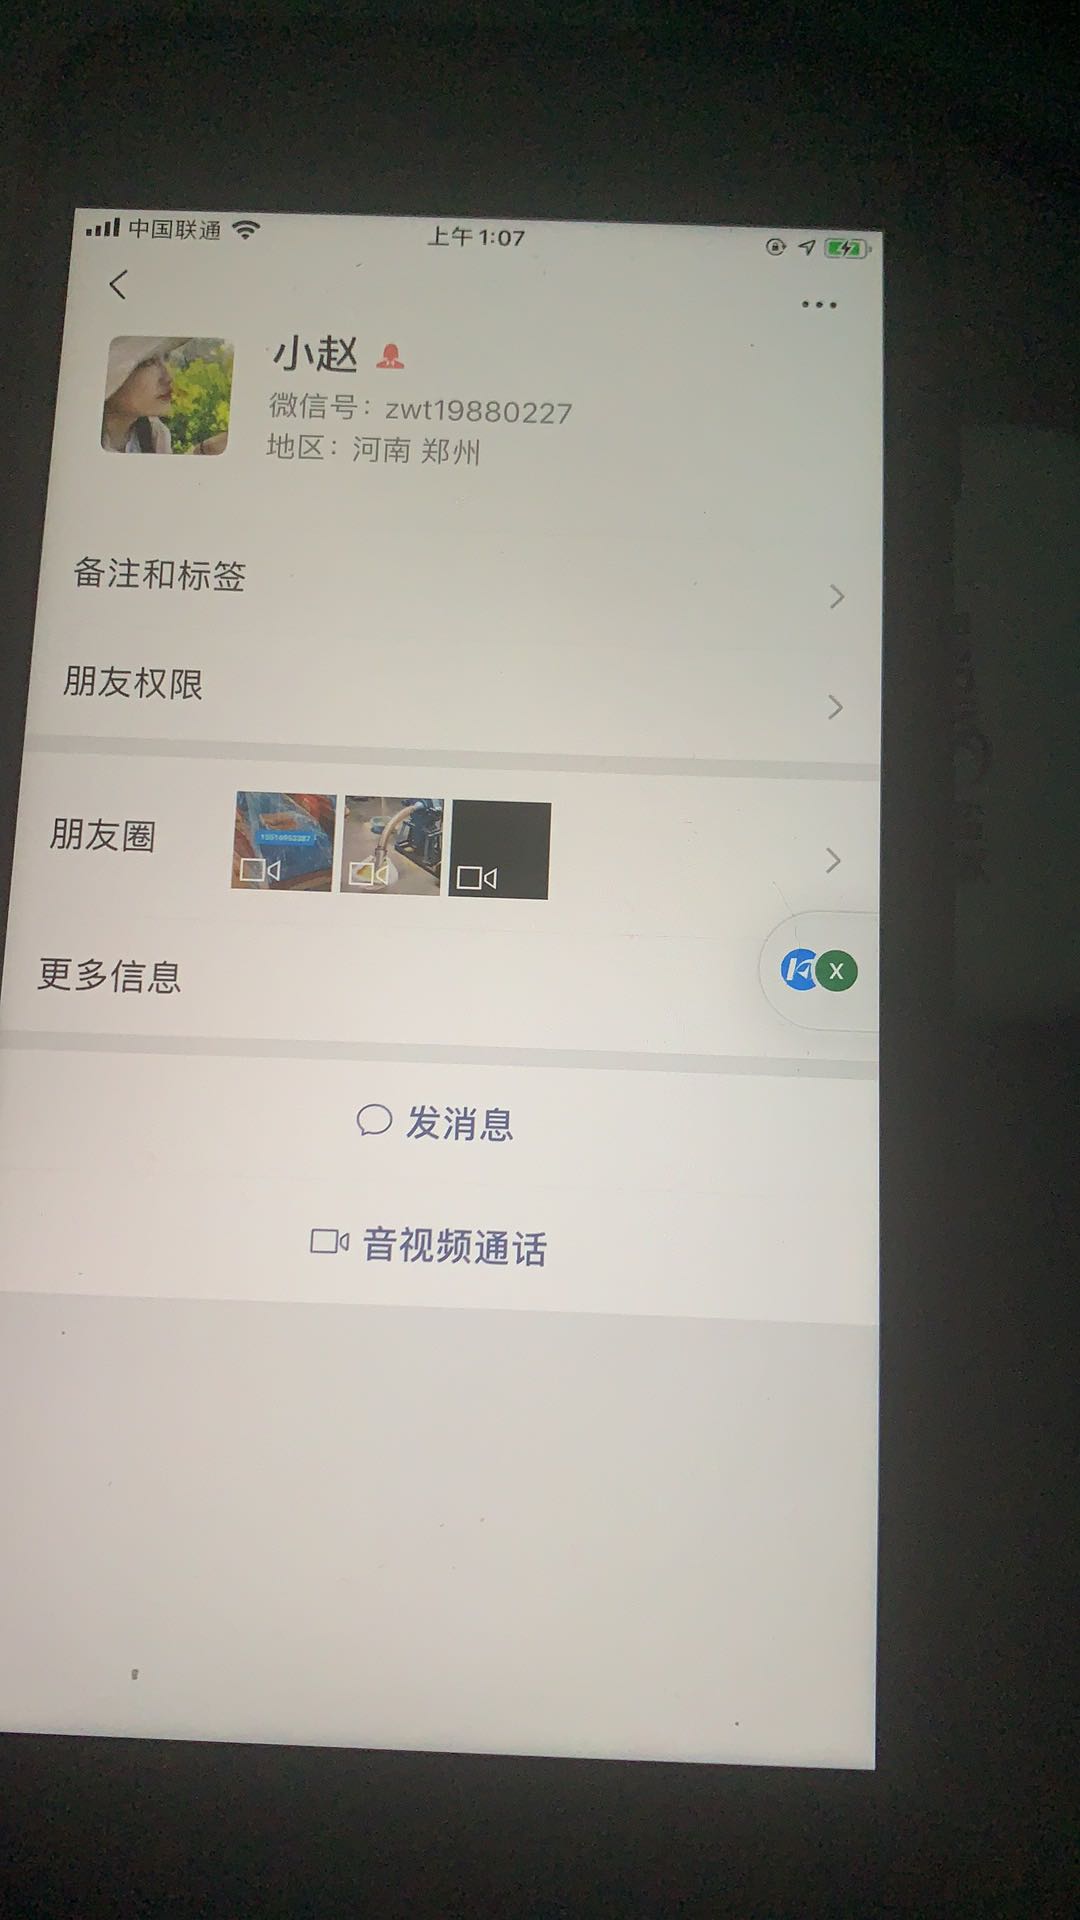 中国联通
上午1:07
小赵
微信号：zwt19880227
地区：河南 郑州
备注和标签
朋友权限
朋友圈
更多信息
X
发消息
音视频通话